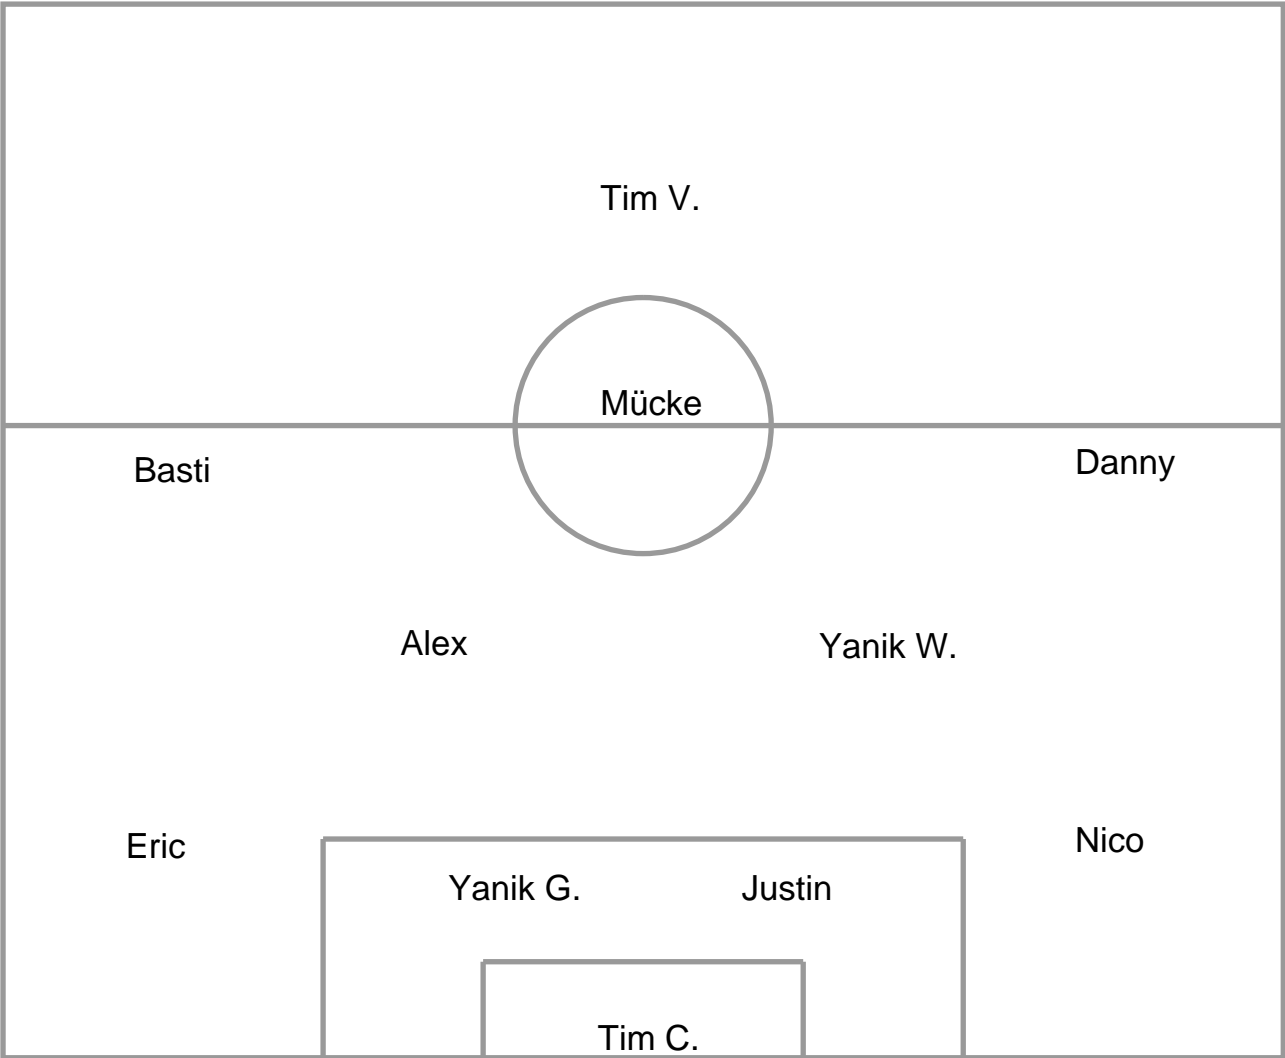 Tim V.
Mücke
Basti
Danny
Alex
Yanik W.
Eric
Nico
Yanik G.
Justin
Tim C.